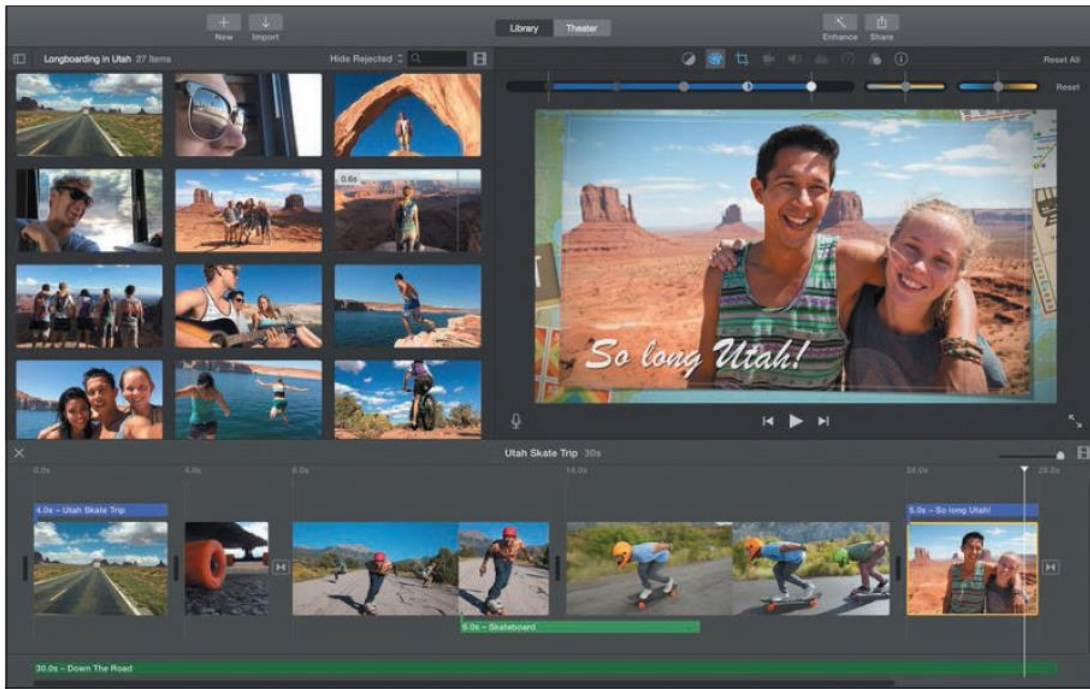 New
Import
Library
Theater
Enhance
Share
Longboarding in Utah 27 items
Hide Rejected
Reset All
Reset
0.6s
So long Utah!
Utah Skate Trip 30s
0.0s
4.0s
6.0s
14.0s
24.0s
28.8s
4.0s – Utah Skate Trip
5.0s – So long Utah!
6.0s – Skateboard
30.0s – Down The Road